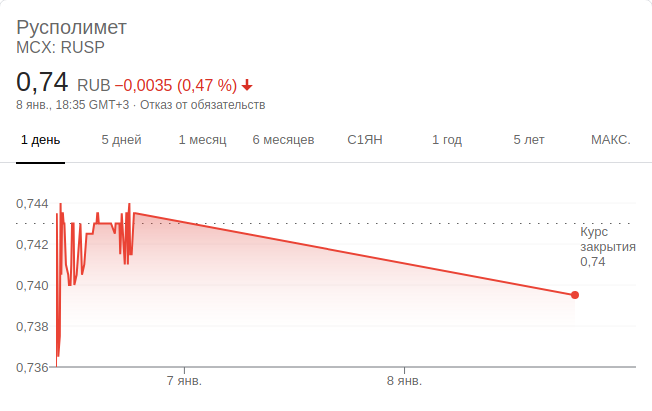 Русполимет
MCX: RUSP
0,74 RUB −0,0035 (0,47 %)
8 янв., 18:35 GMT+3 · Отказ от обязательств
1 день 5 дней 1 месяц 6 месяцев С1ЯН 1 год 5 лет МАКС.
0,744
0,742
0,740
0,738
0,736
Курс
закрытия
0,74
7 янв. 8 янв.